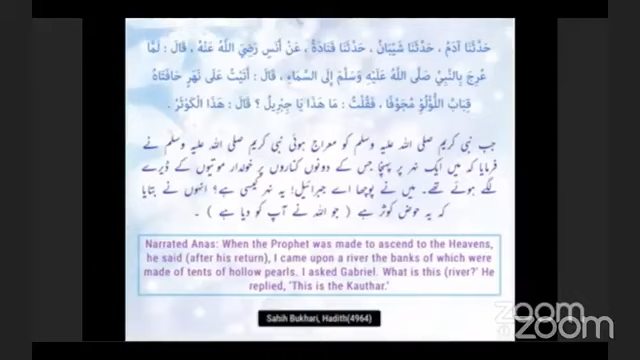 حَدَّثَنَا آدَمُ ، حَدَّثَنَا شَيْبَانُ ، حَدَّثَنَا قَتَادَةُ ، عَنْ أَنَسٍ رَضِيَ اللَّهُ عَنْهُ ، قَالَ : لَمَّا
عُرِجَ بِالنَّبِيِّ صَلَّى اللَّهُ عَلَيْهِ وَسَلَّمَ إِلَى السَّمَاءِ ، قَالَ : أَتَيْتُ عَلَى نَهَرٍ حَافَتَاهُ
قِبَابُ اللُّؤْلُؤِ مُجَوَّفًا ، فَقُلْتُ : مَا هَذَا يَا جِبْرِيلُ ؟ قَالَ : هَذَا الْكَوْثَرُ .
جب نبی کریم صلی اللہ علیہ وسلم کو معراج ہوئی نبی کریم صلی اللہ علیہ وسلم نے
فرمایا کہ میں ایک نہر پر پہنچا جس کے دونوں کناروں پر خولدار موتیوں کے ڈیرے
لگے ہوئے تھے۔ میں نے پوچھا اے جبرائیل! یہ نہر کیسی ہے؟ انہوں نے بتایا
کہ یہ حوض کوثر ہے ( جو اللہ نے آپ کو دیا ہے ) ۔
Narrated Anas: When the Prophet was made to ascend to the Heavens,
he said (after his return), I came upon a river the banks of which were
made of tents of hollow pearls. I asked Gabriel. What is this (river?' He
replied, 'This is the Kauthar.'
Sahih Bukhari, Hadith(4964)
zoom
zoom